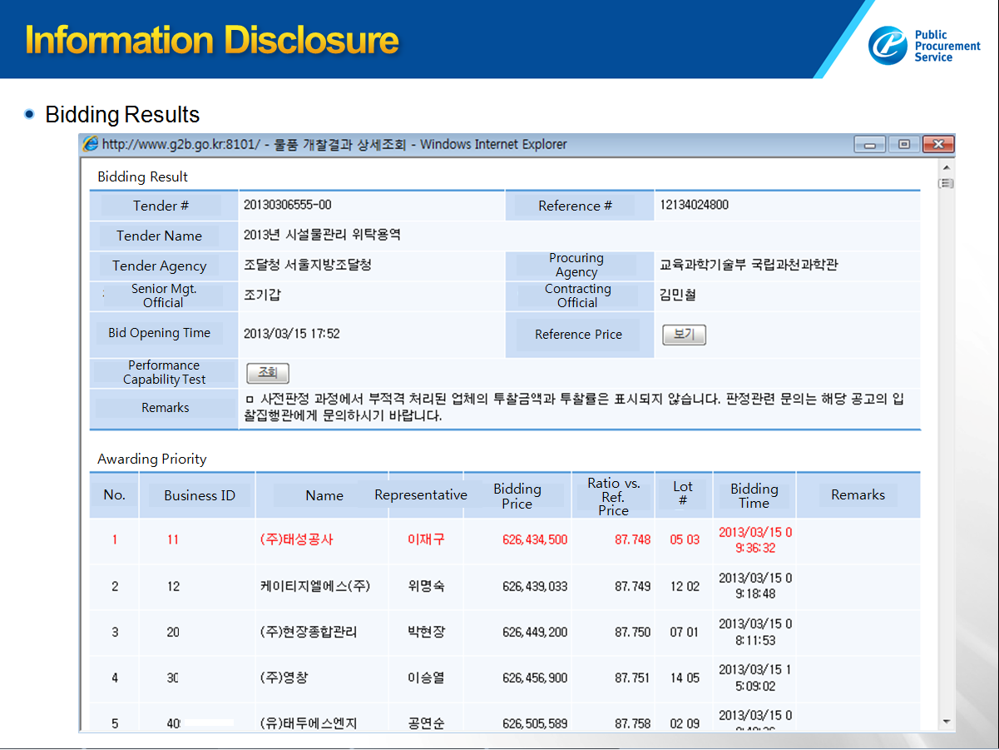 Information Disclosure
Public
Procurement
Service
• Bidding Results
http://www.g2b.go.kr:8101/ - 물품 개찰결과 상세조회 - Windows Internet Explorer
Bidding Result
Tender # 20130306555-00 Reference # 12134024800
Tender Name 2013년 시설물관리 위탁용역
Tender Agency 조달청 서울지방조달청 Procuring
Agency 교육과학기술부 국립과천과학관
Senior Mgt.
Official 조기갑 Contracting
Official 김민철
Bid Opening Time 2013/03/15 17:52 Reference Price 보기
Performance
Capability Test 조회
Remarks ㅁ 사전판정 과정에서 부적격 처리된 업체의 투찰금액과 투찰률은 표시되지 않습니다. 판정관련 문의는 해당 공고의 입
찰집행관에게 문의하시기 바랍니다.
Awarding Priority
No. Business ID Name Representative Bidding
Price Ratio vs.
Ref.
Price Lot
# Bidding
Time Remarks
1 11 (주)태성공사 이재구 626,434,500 87.748 05 03 2013/03/15 0
9:36:32
2 12 케이티지엘에스(주) 위명숙 626,439,033 87.749 12 02 2013/03/15 0
9:18:48
3 20 (주)현장종합관리 박현장 626,449,200 87.750 07 01 2013/03/15 0
8:11:53
4 30 (주)영창 이승열 626,456,900 87.751 14 05 2013/03/15 1
5:09:02
5 40 (유)태두에스엔지 공연순 626,505,589 87.758 02 09 2013/03/15 0